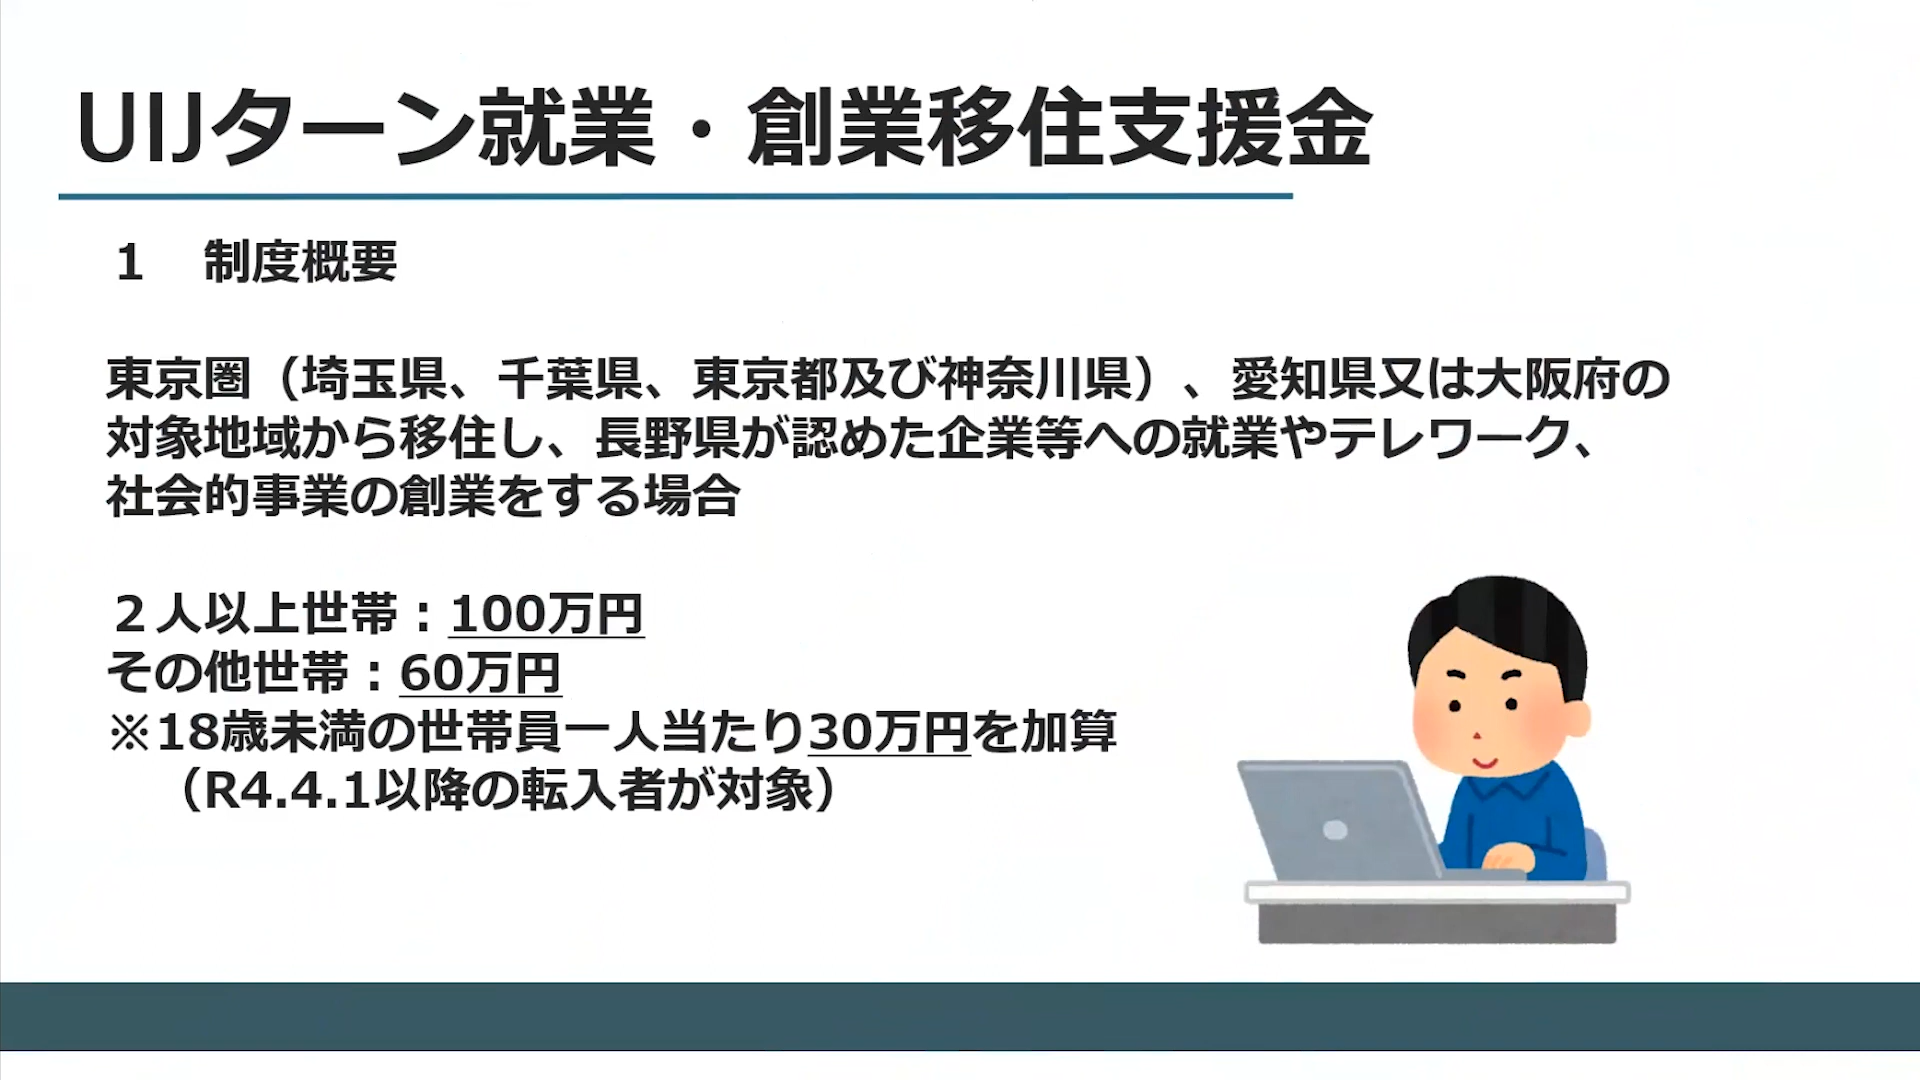 UIJターン就業・創業移住支援金
１　制度概要
東京圏（埼玉県、千葉県、東京都及び神奈川県）、愛知県又は大阪府の
対象地域から移住し、長野県が認めた企業等への就業やテレワーク、
社会的事業の創業をする場合
２人以上世帯：100万円
その他世帯：60万円
※18歳未満の世帯員一人当たり30万円を加算
（R4.4.1以降の転入者が対象）